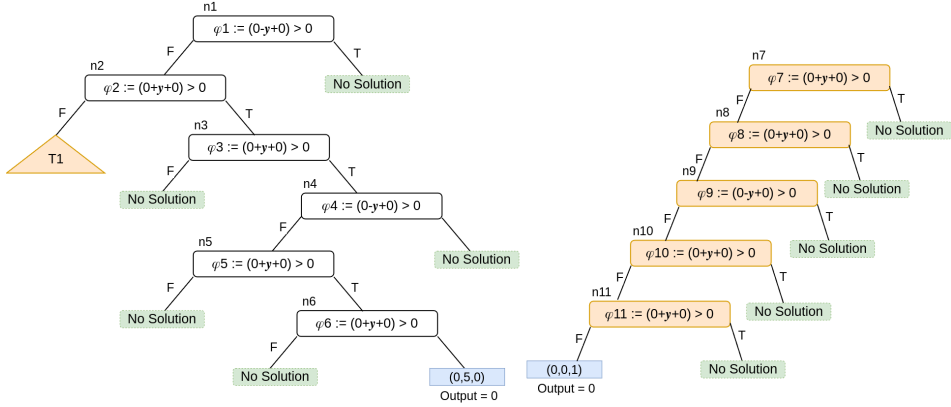 n1
φ1 := (0-y+0) > 0
F
T
No Solution
n2
φ2 := (0+y+0) > 0
F
T
T1
n3
φ3 := (0+y+0) > 0
F
T
No Solution
n4
φ4 := (0-y+0) > 0
F
No Solution
n5
φ5 := (0+y+0) > 0
F
T
No Solution
n6
φ6 := (0+y+0) > 0
F
No Solution
(0,5,0)
Output = 0
n7
φ7 := (0+y+0) > 0
F
T
No Solution
n8
φ8 := (0+y+0) > 0
F
T
No Solution
n9
φ9 := (0-y+0) > 0
F
T
No Solution
n10
φ10 := (0+y+0) > 0
F
T
No Solution
n11
φ11 := (0+y+0) > 0
F
T
No Solution
(0,0,1)
Output = 0